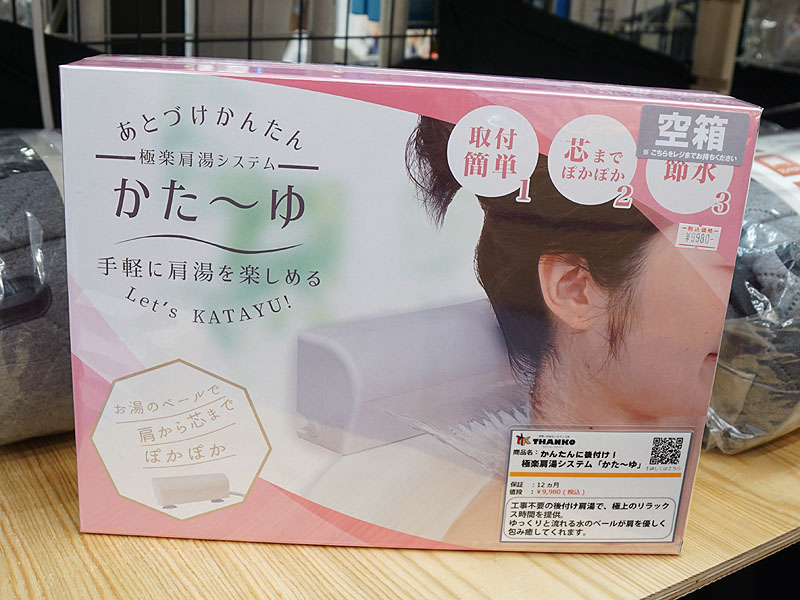 あとづけかんたん
極楽肩湯システム
かた〜ゆ
手軽に肩湯を楽しめる
Let's KATAYU!
お湯のベールで
肩から芯まで
ぽかぽか
取付
簡単
1
芯まで
ぽかぽか
2
節水
3
空箱
※こちらをレジまでお持ちください
税込価格
¥9980-
THANKO
商品名：かんたんに後付け！
極楽肩湯システム「かた〜ゆ」
↑詳しくはこちら
保証　：12ヵ月
値段　：¥9,980（税込）
工事不要の後付け肩湯で、極上のリラック
ス時間を提供。
ゆっくりと流れる水のベールが肩を優しく
包み癒してくれます。